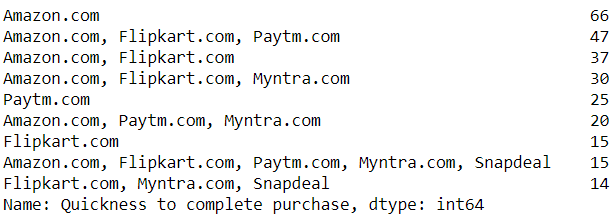 Amazon.com 66
Amazon.com, Flipkart.com, Paytm.com 47
Amazon.com, Flipkart.com 37
Amazon.com, Flipkart.com, Myntra.com 30
Paytm.com 25
Amazon.com, Paytm.com, Myntra.com 20
Flipkart.com 15
Amazon.com, Flipkart.com, Paytm.com, Myntra.com, Snapdeal 15
Flipkart.com, Myntra.com, Snapdeal 14
Name: Quickness to complete purchase, dtype: int64